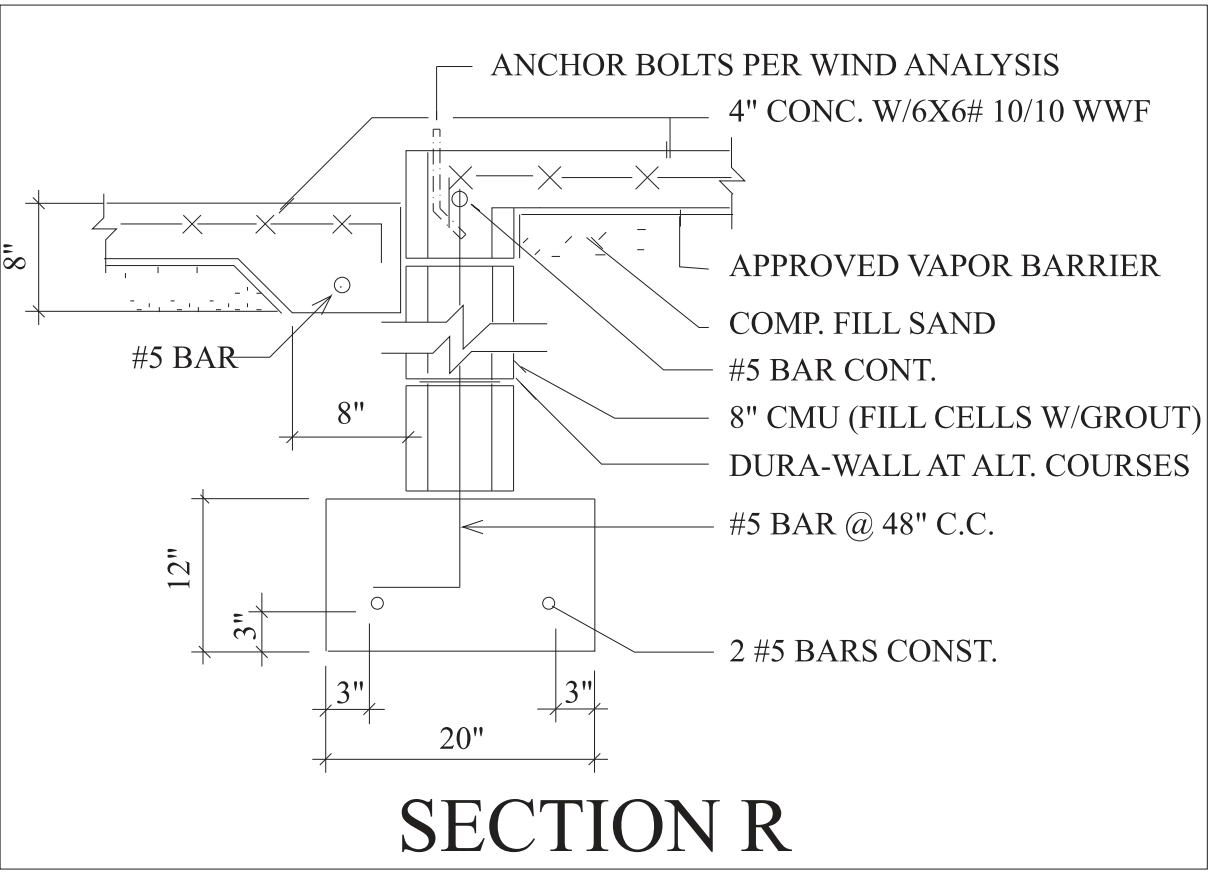 ANCHOR BOLTS PER WIND ANALYSIS
4" CONC. W/6X6# 10/10 WWF
8"
APPROVED VAPOR BARRIER
COMP. FILL SAND
#5 BAR
#5 BAR CONT.
8"
8" CMU (FILL CELLS W/GROUT)
DURA-WALL AT ALT. COURSES
#5 BAR @ 48" C.C.
12"
3"
2 #5 BARS CONST.
3"
3"
20"
SECTION R